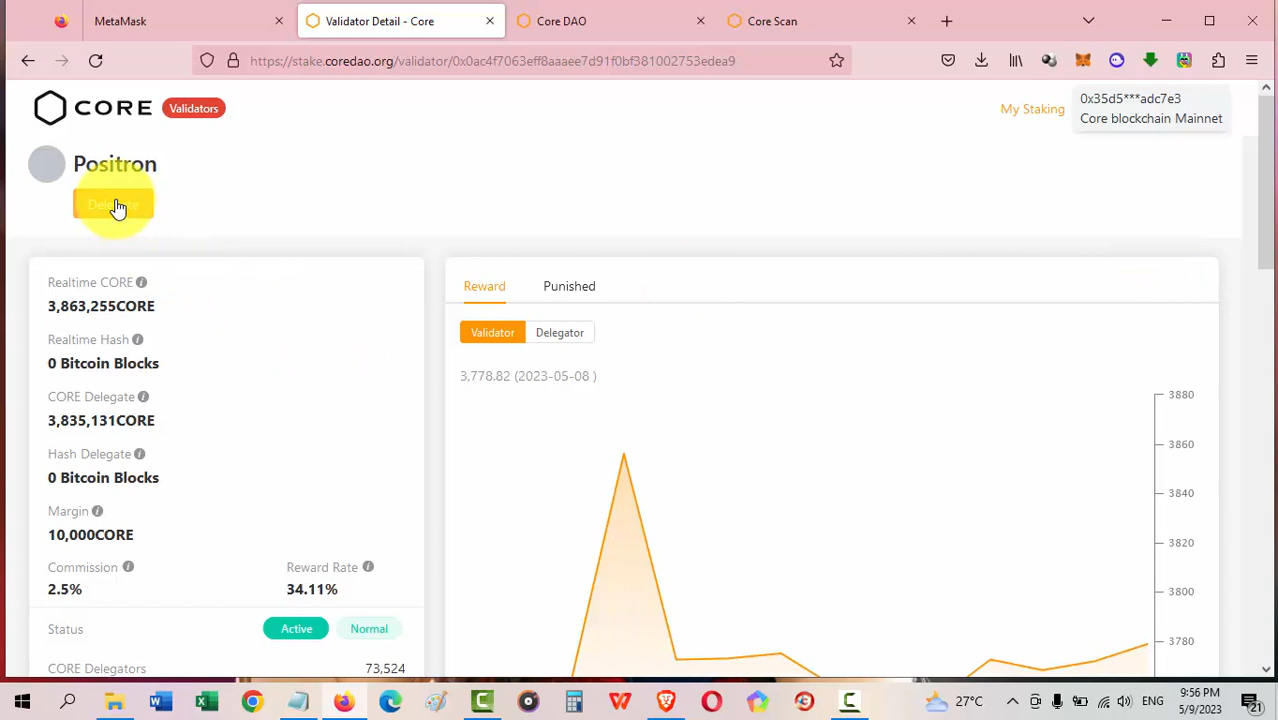 MetaMask
Validator Detail - Core
Core DAO
Core Scan
https://stake.coredao.org/validator/0xde4f7063eff8aaaee7d91f0bf381002753edea9
CORE
Validators
My Staking
0x35d5***adc7e3
Core blockchain Mainnet
Positron
Delegate
Realtime CORE
3,863,255CORE
Realtime Hash
0 Bitcoin Blocks
CORE Delegate
3,835,131CORE
Hash Delegate
0 Bitcoin Blocks
Margin
10,000CORE
Commission
2.5%
Reward Rate
34.11%
Status
Active
Normal
CORE Delegators
73,524
Reward
Punished
Validator
Delegator
3,778.82 (2023-05-08 )
3880
3860
3840
3820
3800
3780
27°C
ENG
9:56 PM
5/9/2023
21